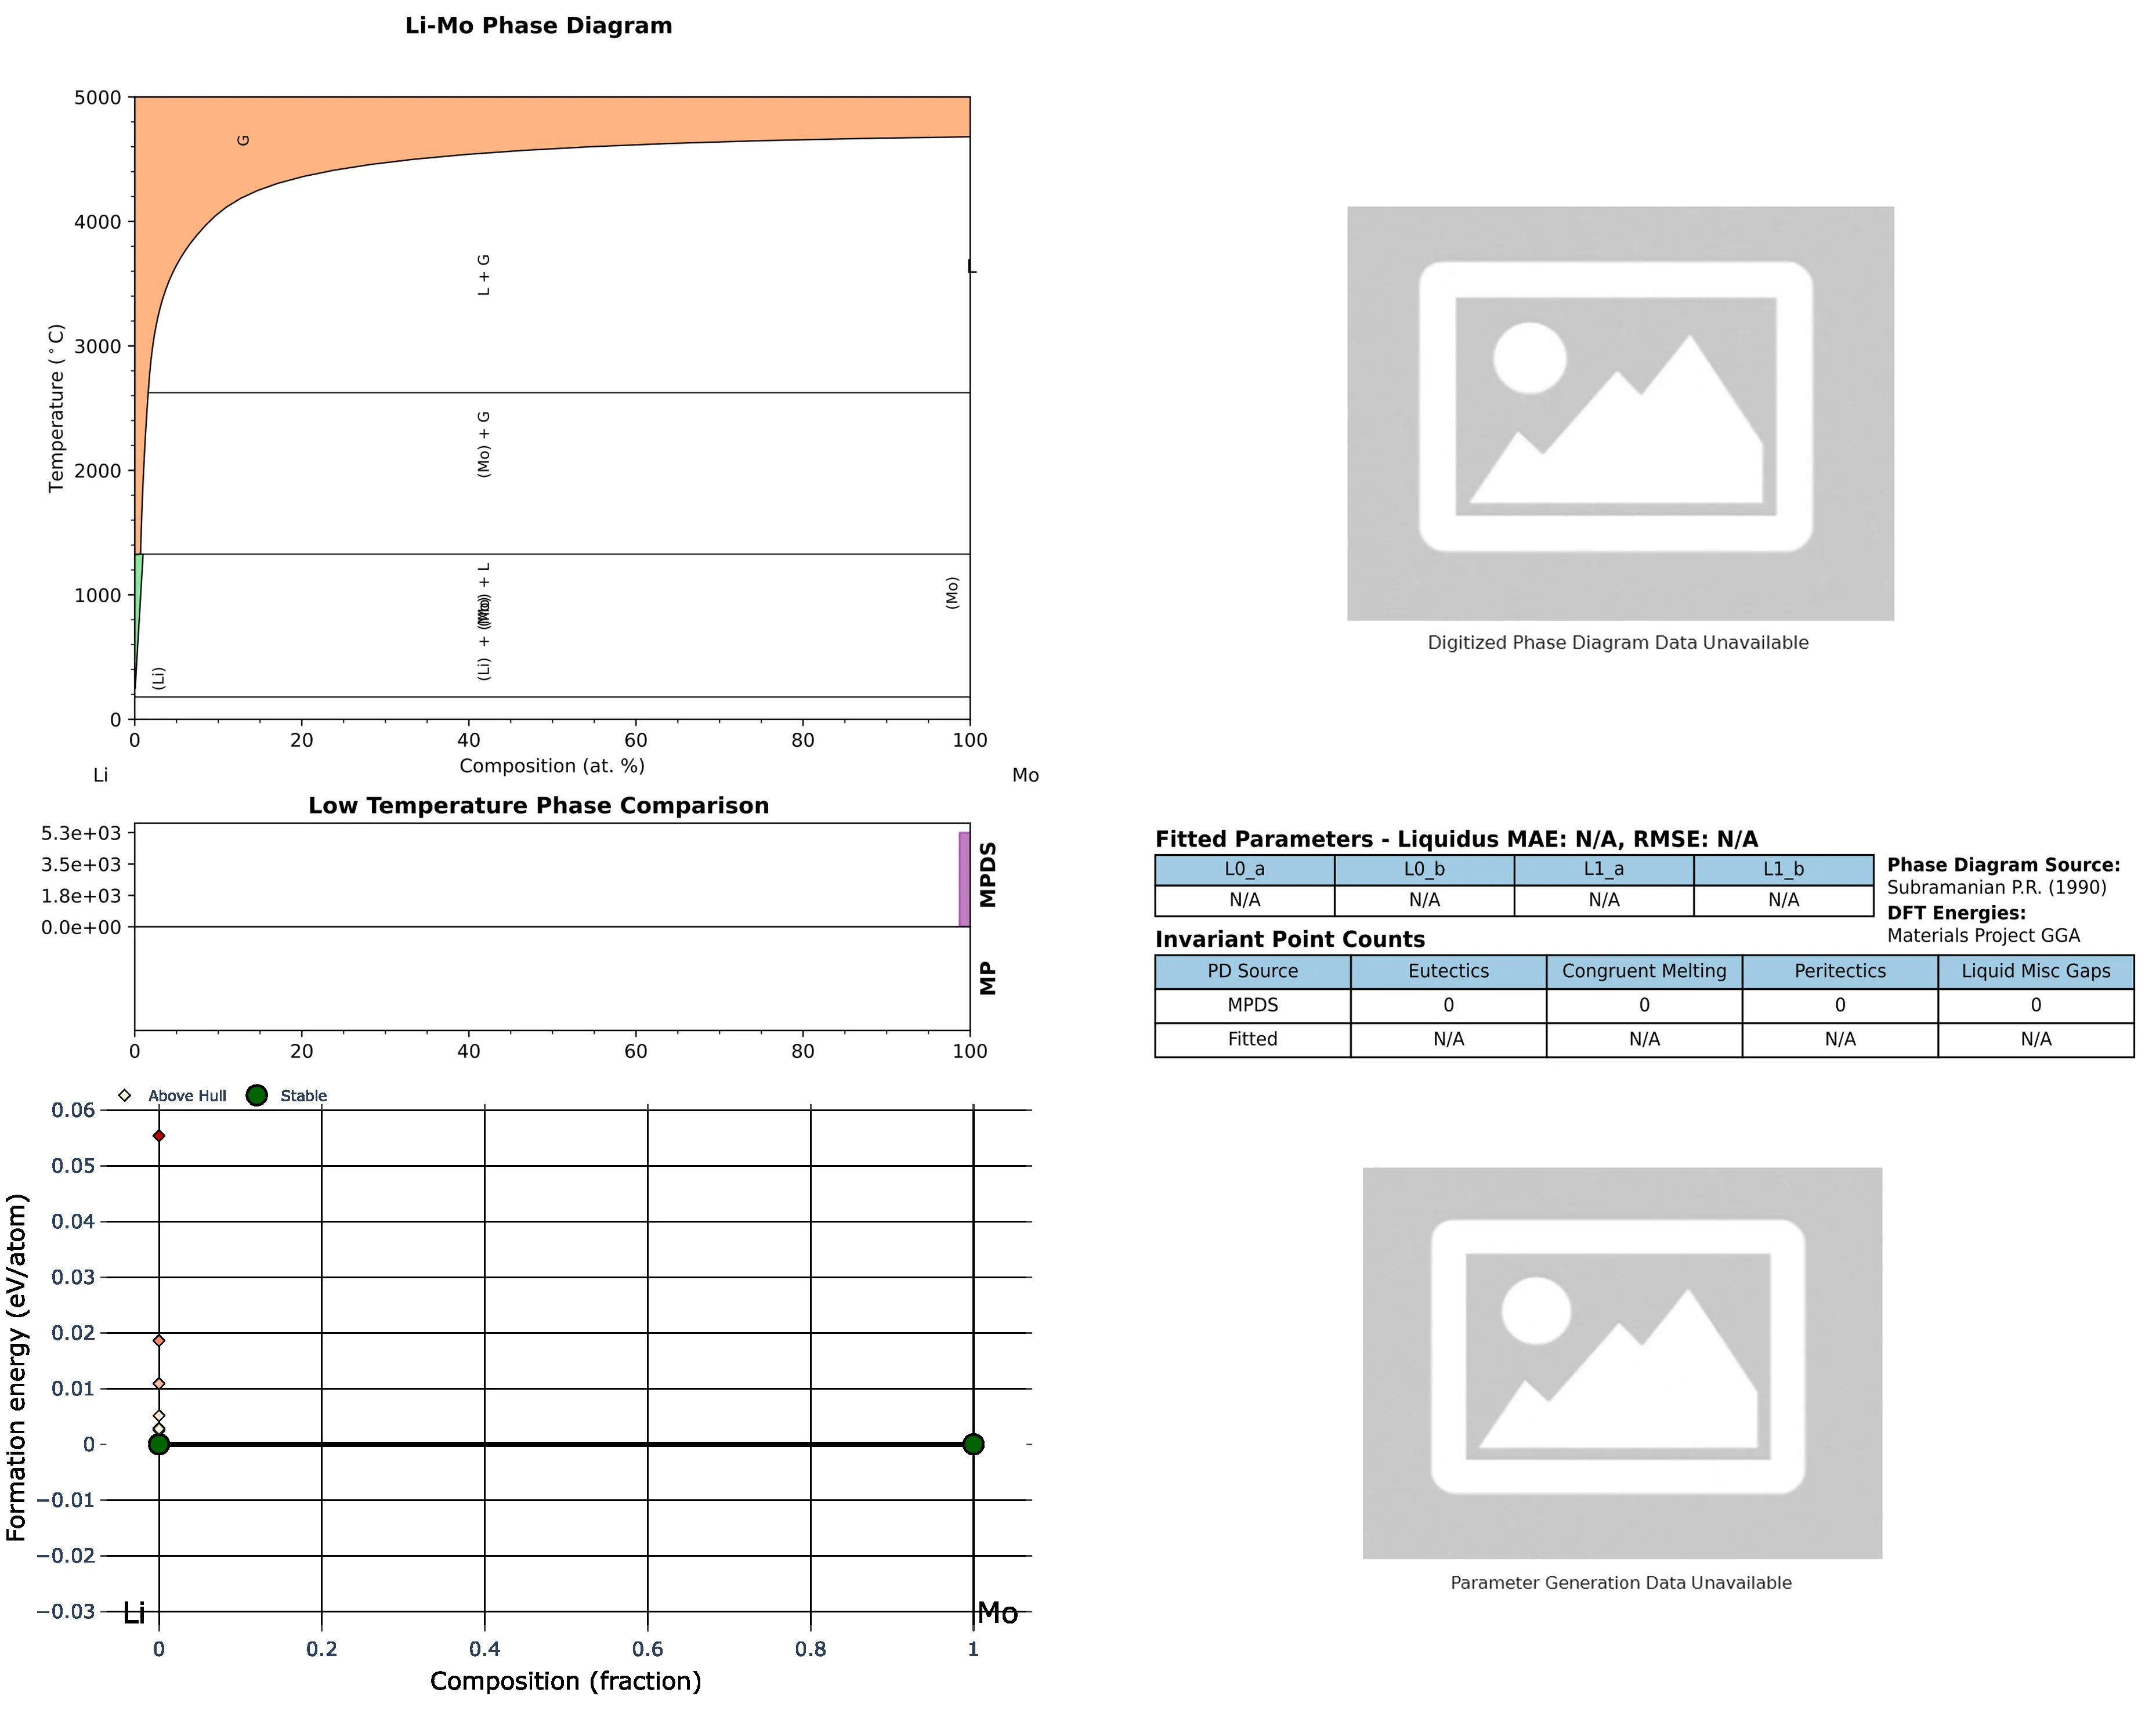 Li-Mo Phase Diagram
5000
4000
3000
2000
1000
0
Temperature (°C)
G
L + G
L
(Mo) + G
(Mo) + L
(Li) + (Mo)
(Li)
(Mo)
0 20 40 60 80 100
Composition (at. %)
Li Mo
Digitized Phase Diagram Data Unavailable
Low Temperature Phase Comparison
5.3e+03
3.5e+03
1.8e+03
0.0e+00
MPDS
MP
0 20 40 60 80 100
Fitted Parameters - Liquidus MAE: N/A, RMSE: N/A
L0_a L0_b L1_a L1_b
N/A N/A N/A N/A
Phase Diagram Source:
Subramanian P.R. (1990)
DFT Energies:
Materials Project GGA
Invariant Point Counts
PD Source Eutectics Congruent Melting Peritectics Liquid Misc Gaps
MPDS 0 0 0 0
Fitted N/A N/A N/A N/A
Above Hull Stable
0.06
0.05
0.04
0.03
0.02
0.01
0
−0.01
−0.02
−0.03
Formation energy (eV/atom)
Li Mo
0 0.2 0.4 0.6 0.8 1
Composition (fraction)
Parameter Generation Data Unavailable